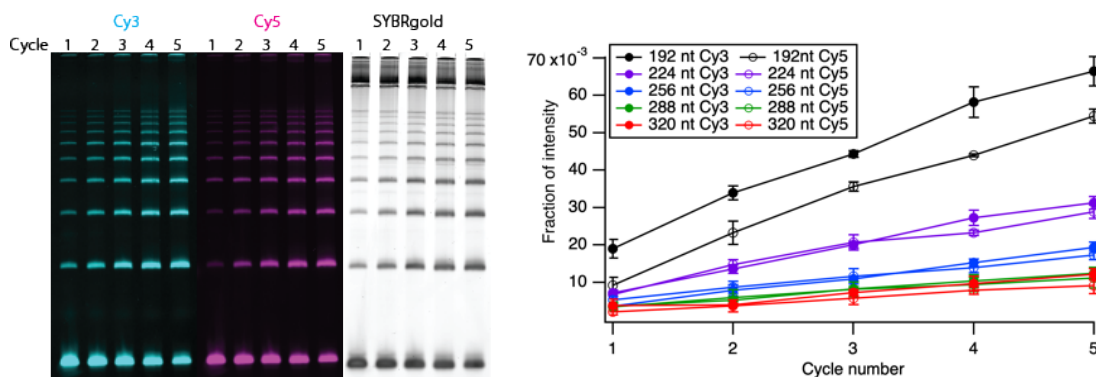 Cy3 Cy5 SYBRgold
Cycle 1 2 3 4 5 1 2 3 4 5 1 2 3 4 5
70 x10-3
60
50
40
30
20
10
Fraction of intensity
192 nt Cy3 192nt Cy5
224 nt Cy3 224 nt Cy5
256 nt Cy3 256 nt Cy5
288 nt Cy3 288 nt Cy5
320 nt Cy3 320 nt Cy5
1 2 3 4 5
Cycle number